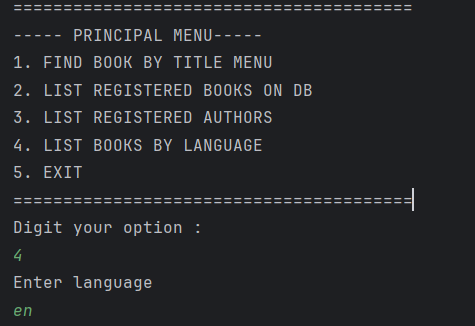 ========================================
----- PRINCIPAL MENU-----
1. FIND BOOK BY TITLE MENU
2. LIST REGISTERED BOOKS ON DB
3. LIST REGISTERED AUTHORS
4. LIST BOOKS BY LANGUAGE
5. EXIT
========================================
Digit your option :
4
Enter language
en